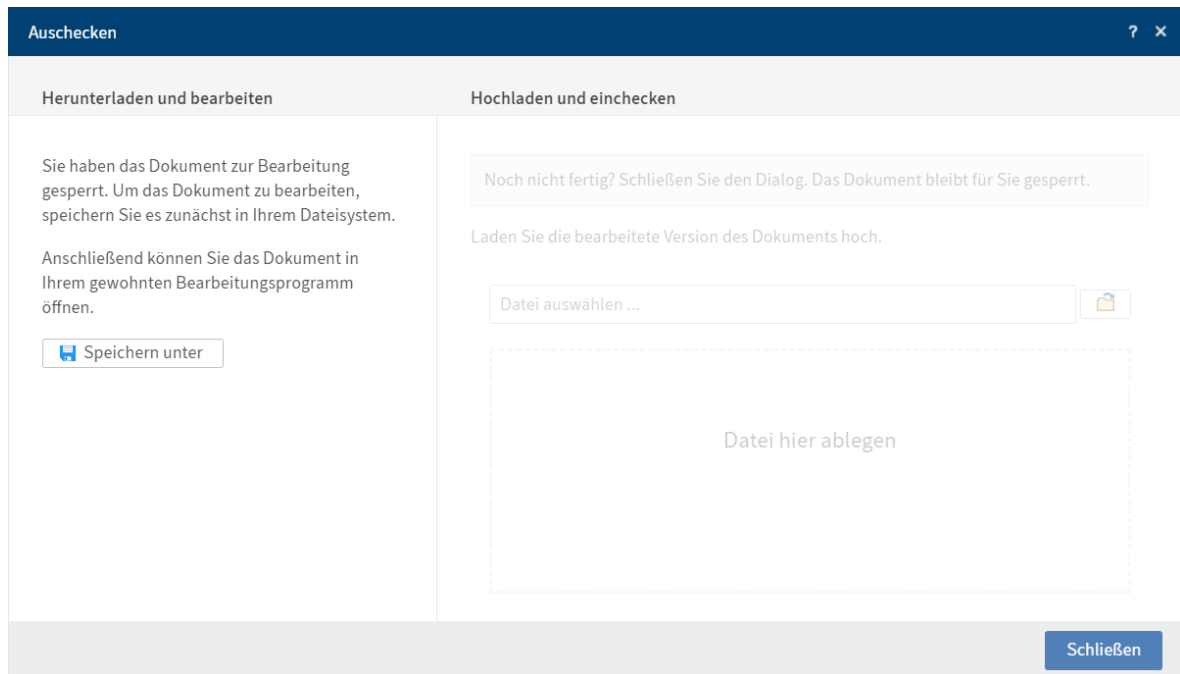 Auschecken
? ×
Herunterladen und bearbeiten
Hochladen und einchecken
Sie haben das Dokument zur Bearbeitung
gesperrt. Um das Dokument zu bearbeiten,
speichern Sie es zunächst in Ihrem Dateisystem.
Anschließend können Sie das Dokument in
Ihrem gewohnten Bearbeitungsprogramm
öffnen.
Speichern unter
Noch nicht fertig? Schließen Sie den Dialog. Das Dokument bleibt für Sie gesperrt.
Laden Sie die bearbeitete Version des Dokuments hoch.
Datei auswählen ...
Datei hier ablegen
Schließen